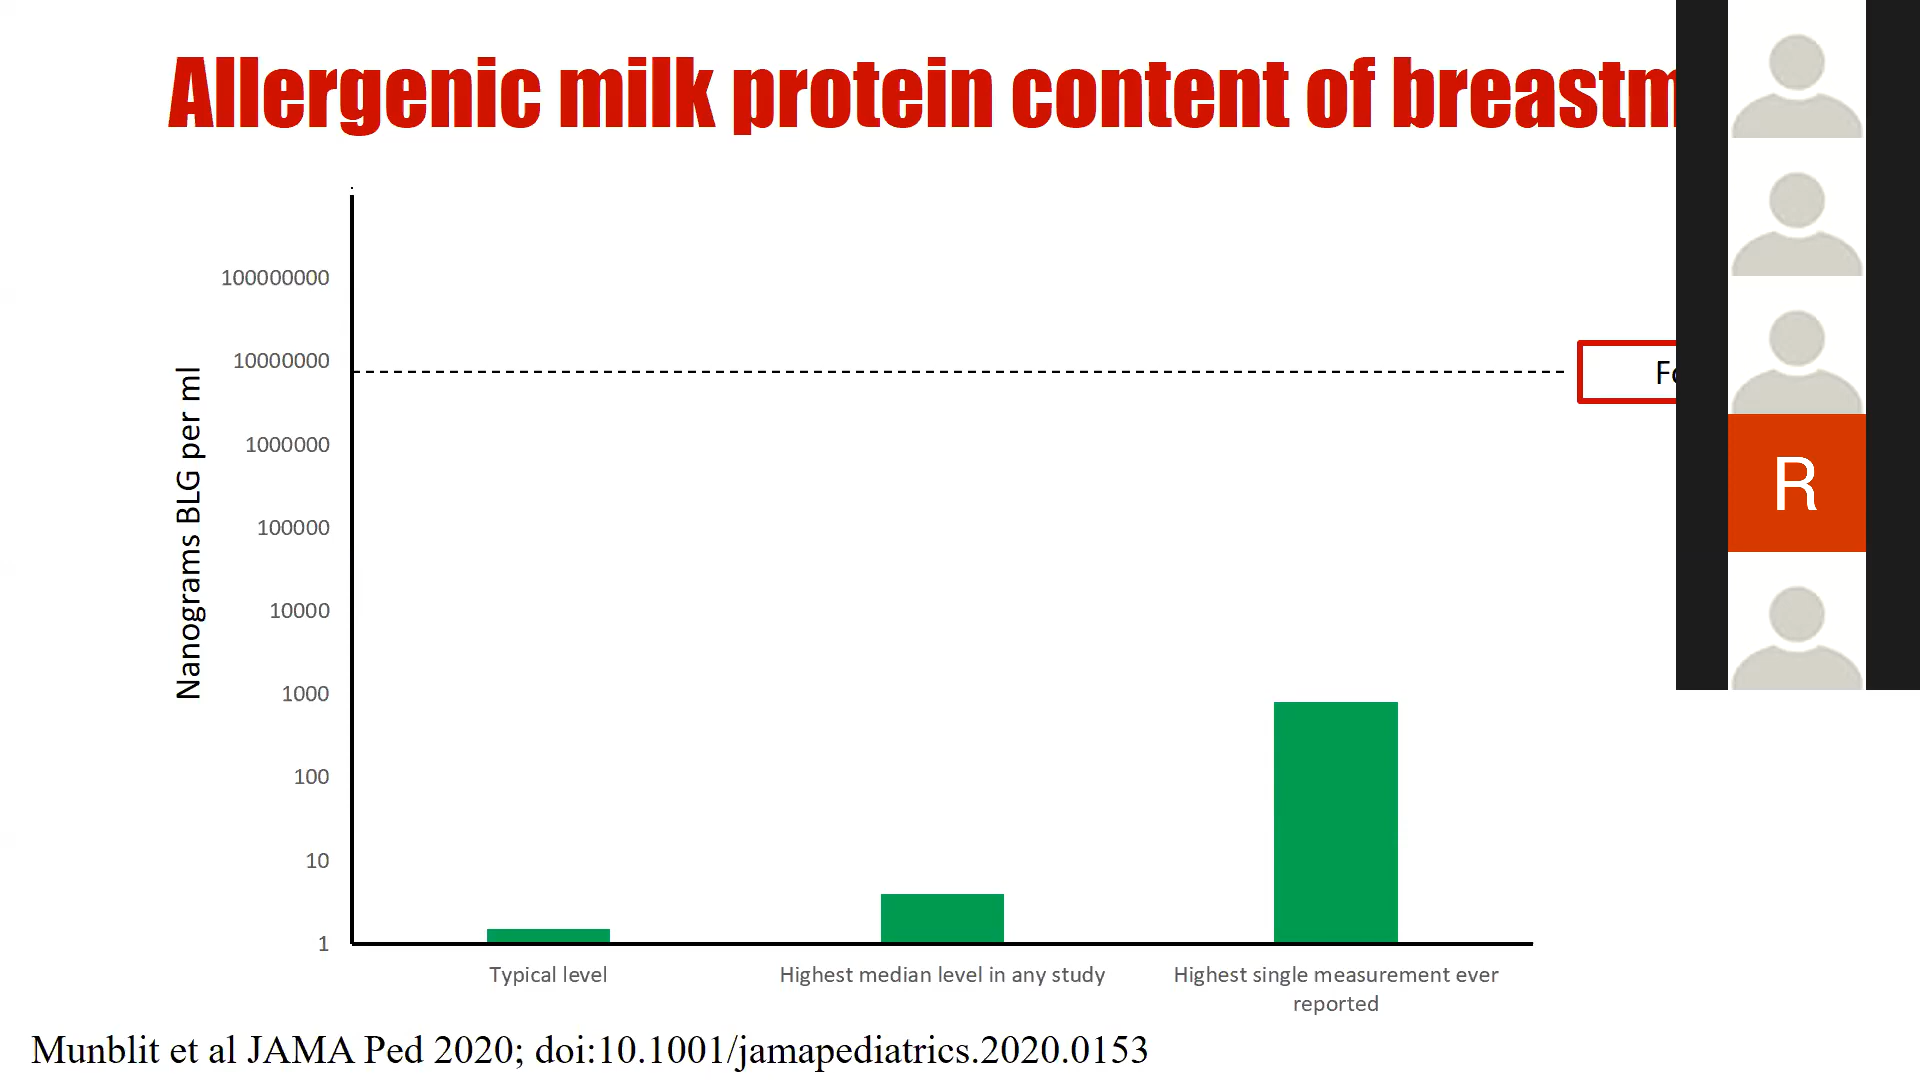 Allergenic milk protein content of
Nanograms BLG per ml
100000000
10000000
1000000
100000
10000
1000
100
10
1
R
Typical level
Highest median level in any study
Highest single measurement ever
reported
Munblit et al JAMA Ped 2020; doi:10.1001/jamapediatrics.2020.0153